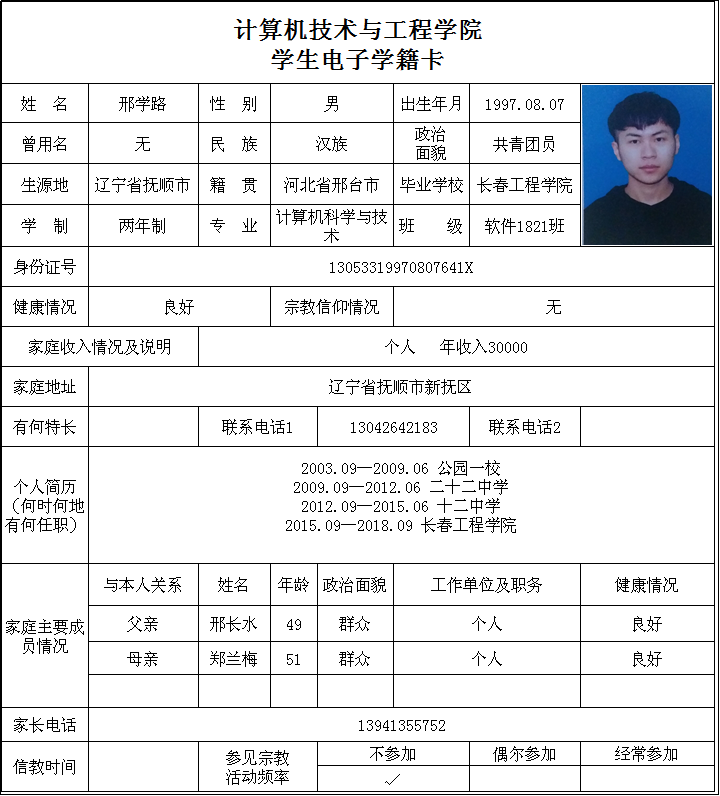 计算机技术与工程学院
学生电子学籍卡
姓 名 邢学路 性 别 男 出生年月 1997.08.07
曾用名 无 民 族 汉族 政治面貌 共青团员
生源地 辽宁省抚顺市 籍 贯 河北省邢台市 毕业学校 长春工程学院
学 制 两年制 专 业 计算机科学与技术 班 级 软件1821班
身份证号 13053319970807641X
健康情况 良好 宗教信仰情况 无
家庭收入情况及说明 个人 年收入30000
家庭地址 辽宁省抚顺市新抚区
有何特长 联系电话1 13042642183 联系电话2
个人简历
（何时何地
有何任职）
2003.09—2009.06 公园一校
2009.09—2012.06 二十二中学
2012.09—2015.06 十二中学
2015.09—2018.09 长春工程学院
家庭主要成
员情况
与本人关系 姓名 年龄 政治面貌 工作单位及职务 健康情况
父亲 邢长水 49 群众 个人 良好
母亲 郑兰梅 51 群众 个人 良好
家长电话 13941355752
信教时间 参见宗教
活动频率
不参加 偶尔参加 经常参加
✓